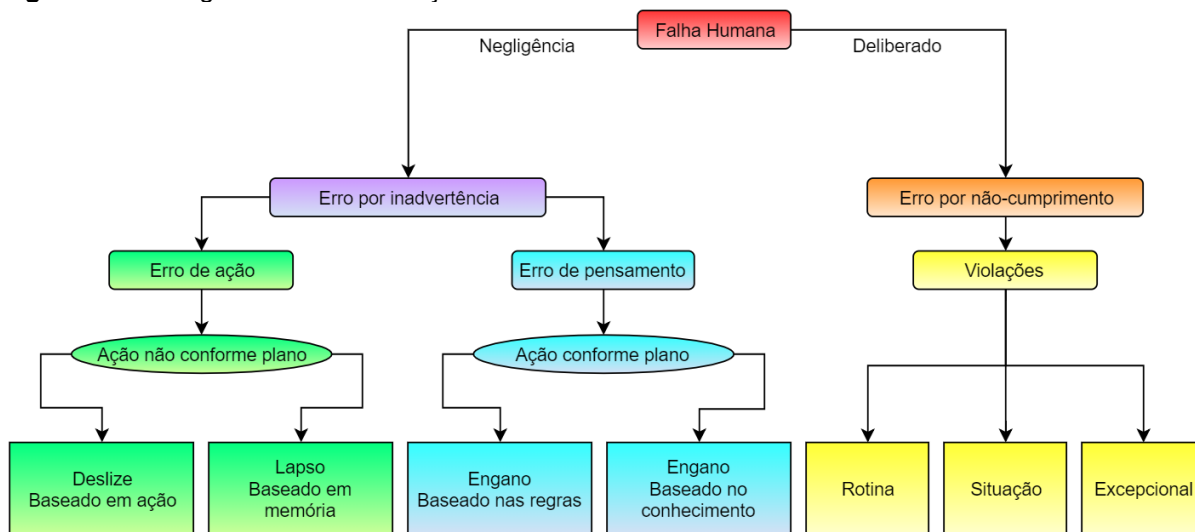 Falha Humana
Negligência
Deliberado
Erro por inadvertência
Erro por não-cumprimento
Erro de ação
Erro de pensamento
Violações
Ação não conforme plano
Ação conforme plano
Deslize
Baseado em ação
Lapso
Baseado em
memória
Engano
Baseado nas regras
Engano
Baseado no
conhecimento
Rotina
Situação
Excepcional